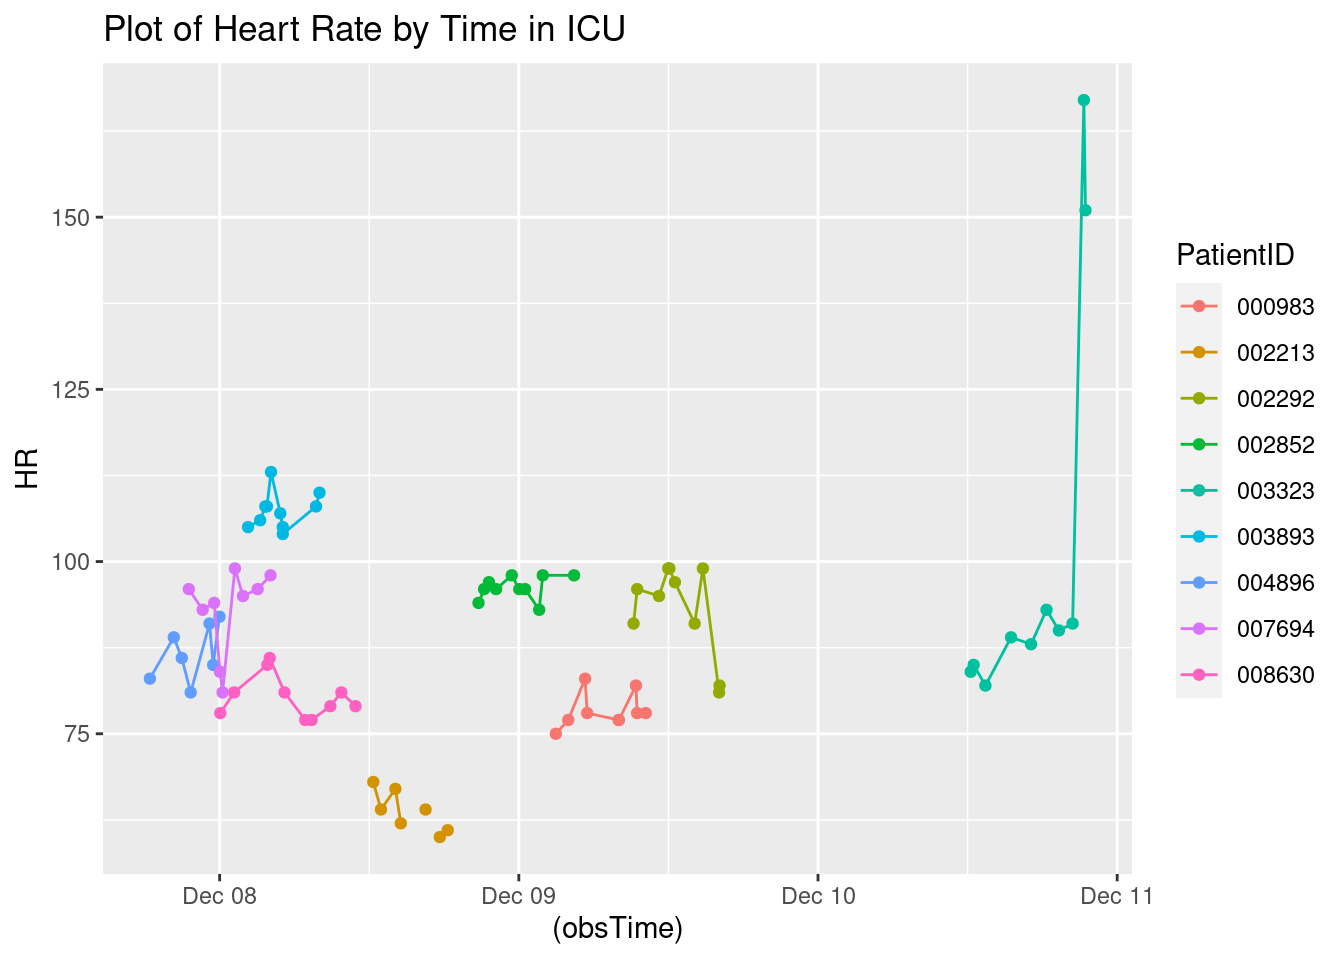 Plot of Heart Rate by Time in ICU
HR
150
125
100
75
Dec 08
Dec 09
Dec 10
Dec 11
(obsTime)
PatientID
000983
002213
002292
002852
003323
003893
004896
007694
008630